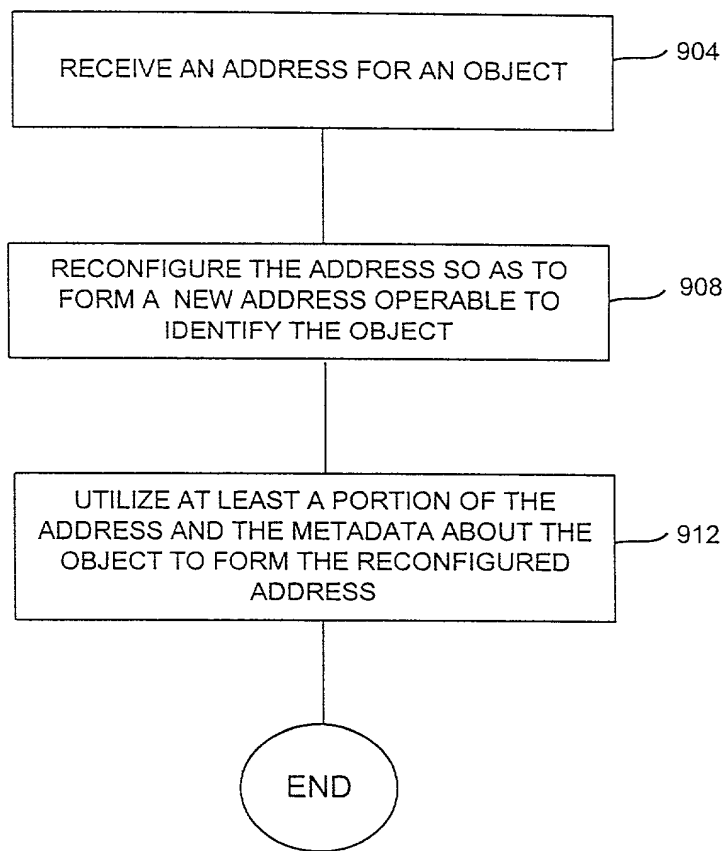 RECEIVE AN ADDRESS FOR AN OBJECT
904
RECONFIGURE THE ADDRESS SO AS TO
FORM A NEW ADDRESS OPERABLE TO
IDENTIFY THE OBJECT
908
UTILIZE AT LEAST A PORTION OF THE
ADDRESS AND THE METADATA ABOUT THE
OBJECT TO FORM THE RECONFIGURED
ADDRESS
912
END